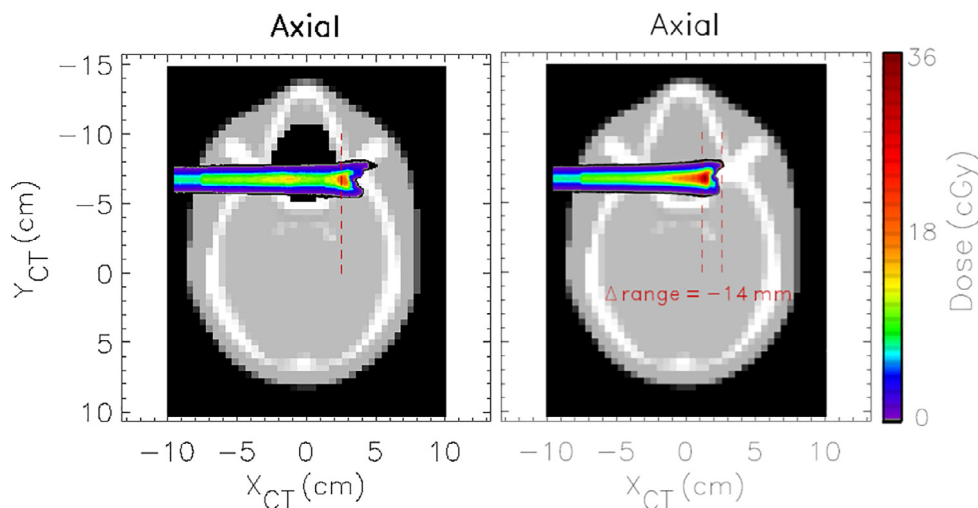 Axial
Axial
−15
−10
−5
0
5
10
Y_CT (cm)
−10 −5 0 5 10
X_CT (cm)
Δ range = −14 mm
−10 −5 0 5 10
X_CT (cm)
36
18
0
Dose (cGy)